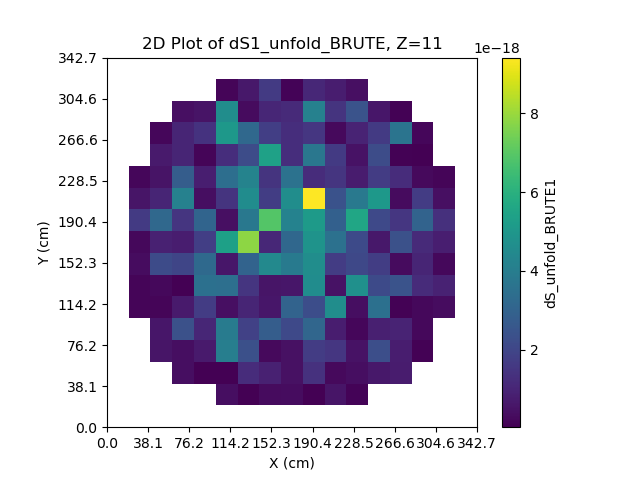 2D Plot of dS1_unfold_BRUTE, Z=11
1e−18
342.7
304.6
266.6
228.5
190.4
152.3
114.2
76.2
38.1
0.0
Y (cm)
0.0 38.1 76.2 114.2 152.3 190.4 228.5 266.6 304.6 342.7
X (cm)
8
6
4
2
dS_unfold_BRUTE1